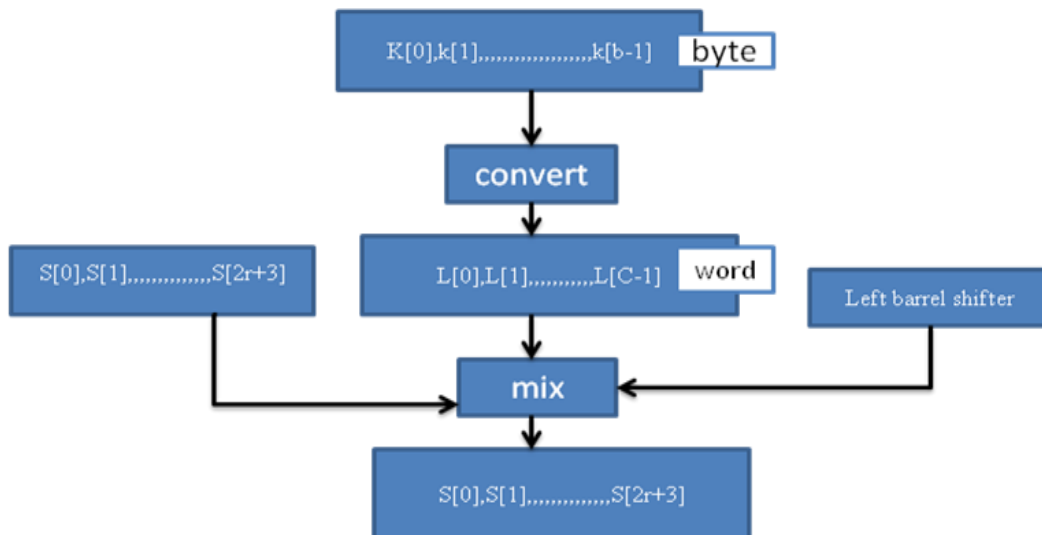 K[0],k[1],,,,,,,,,,,,,,,,,,,,k[b-1]
byte
convert
S[0],S[1],,,,,,,,,,,,,,S[2r+3]
L[0],L[1],,,,,,,,,,,L[C-1]
word
Left barrel shifter
mix
S[0],S[1],,,,,,,,,,,,,,S[2r+3]